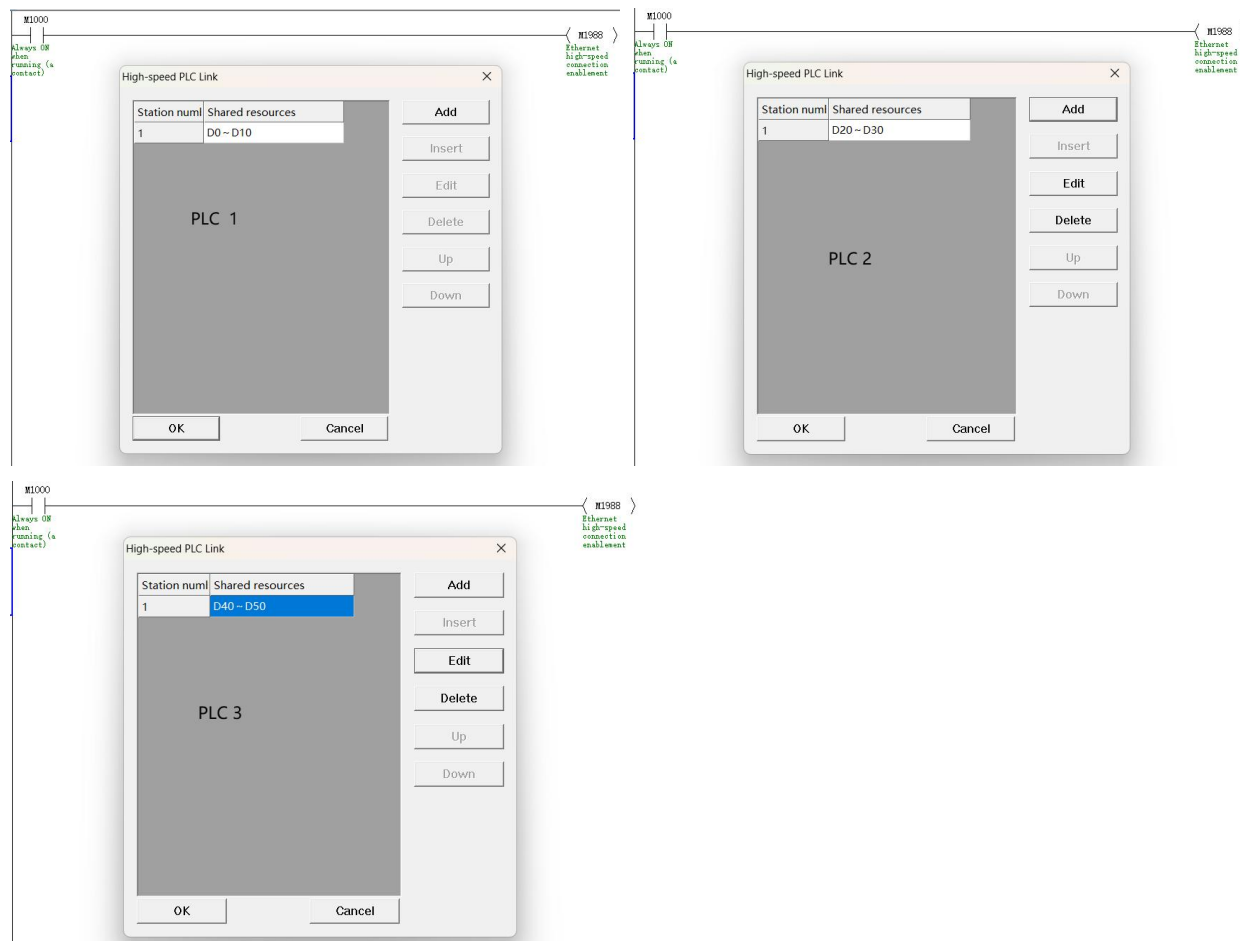 M1000
M1988
Always ON
when
running (a
contact)
Ethernet
high-speed
connection
enablement
High-speed PLC Link
Station numl Shared resources
1 D0 ~ D10
PLC 1
Add
Insert
Edit
Delete
Up
Down
OK
Cancel
M1000
M1988
Always ON
when
running (a
contact)
Ethernet
high-speed
connection
enablement
High-speed PLC Link
Station numl Shared resources
1 D20 ~ D30
PLC 2
Add
Insert
Edit
Delete
Up
Down
OK
Cancel
M1000
M1988
Always ON
when
running (a
contact)
Ethernet
high-speed
connection
enablement
High-speed PLC Link
Station numl Shared resources
1 D40 ~ D50
PLC 3
Add
Insert
Edit
Delete
Up
Down
OK
Cancel